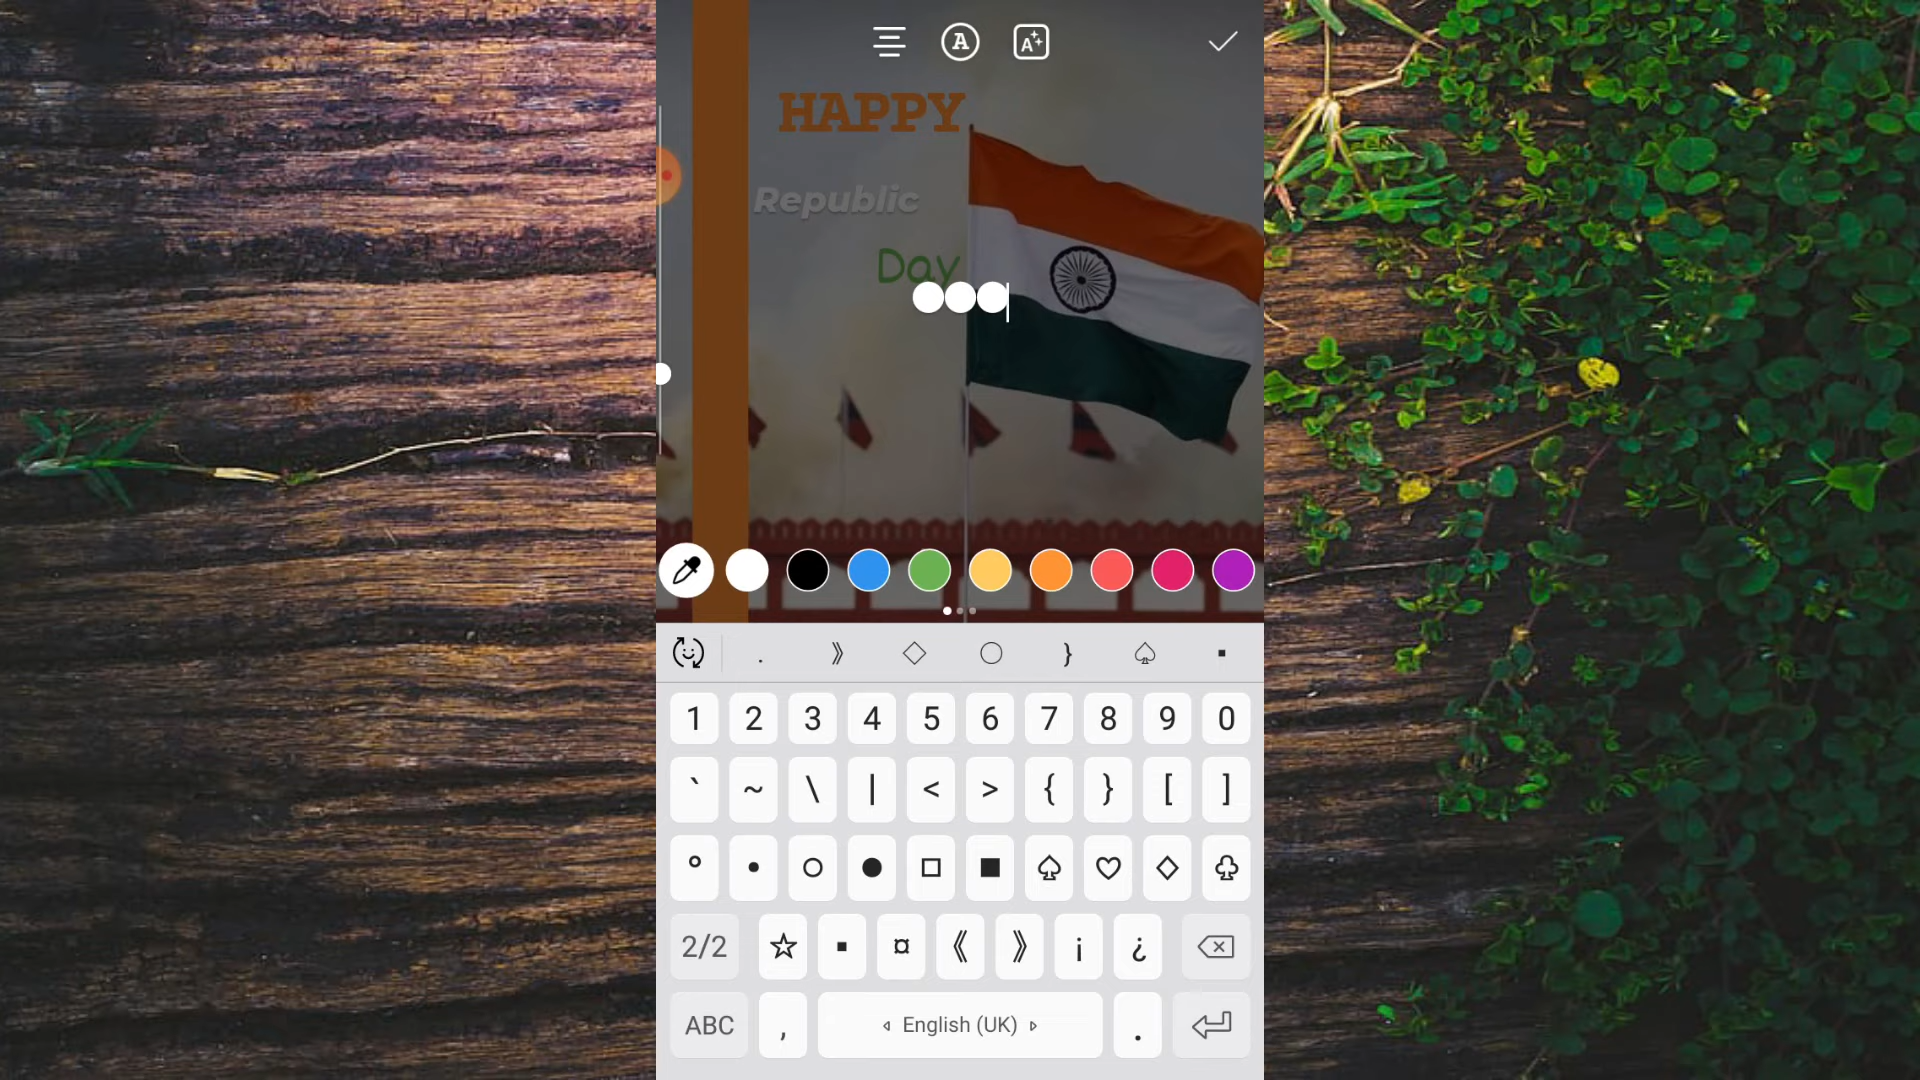 A A
HAPPY
Republic
Day
●●●
. 》 ◇ ○ } ♤ ▪
1 2 3 4 5 6 7 8 9 0
` ~ \ | < > { } [ ]
° • ○ ● □ ■ ♤ ♡ ◇ ♧
2/2 ☆ ▪ ¤ 《 》 ¡ ¿
ABC , English (UK) .